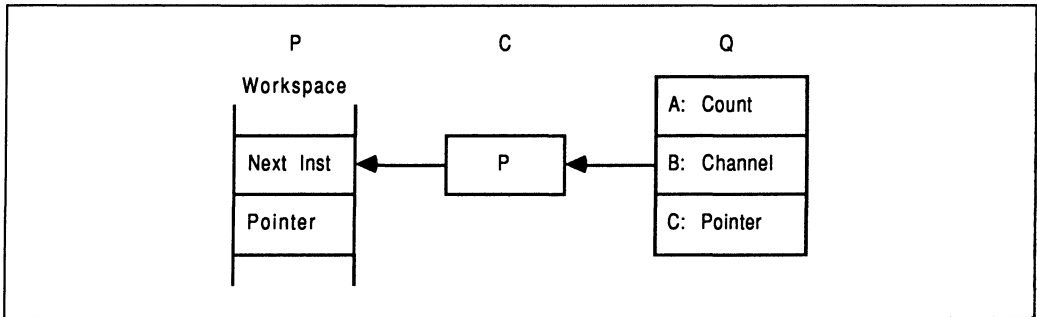 P C Q
Workspace
A: Count
Next Inst P B: Channel
Pointer C: Pointer